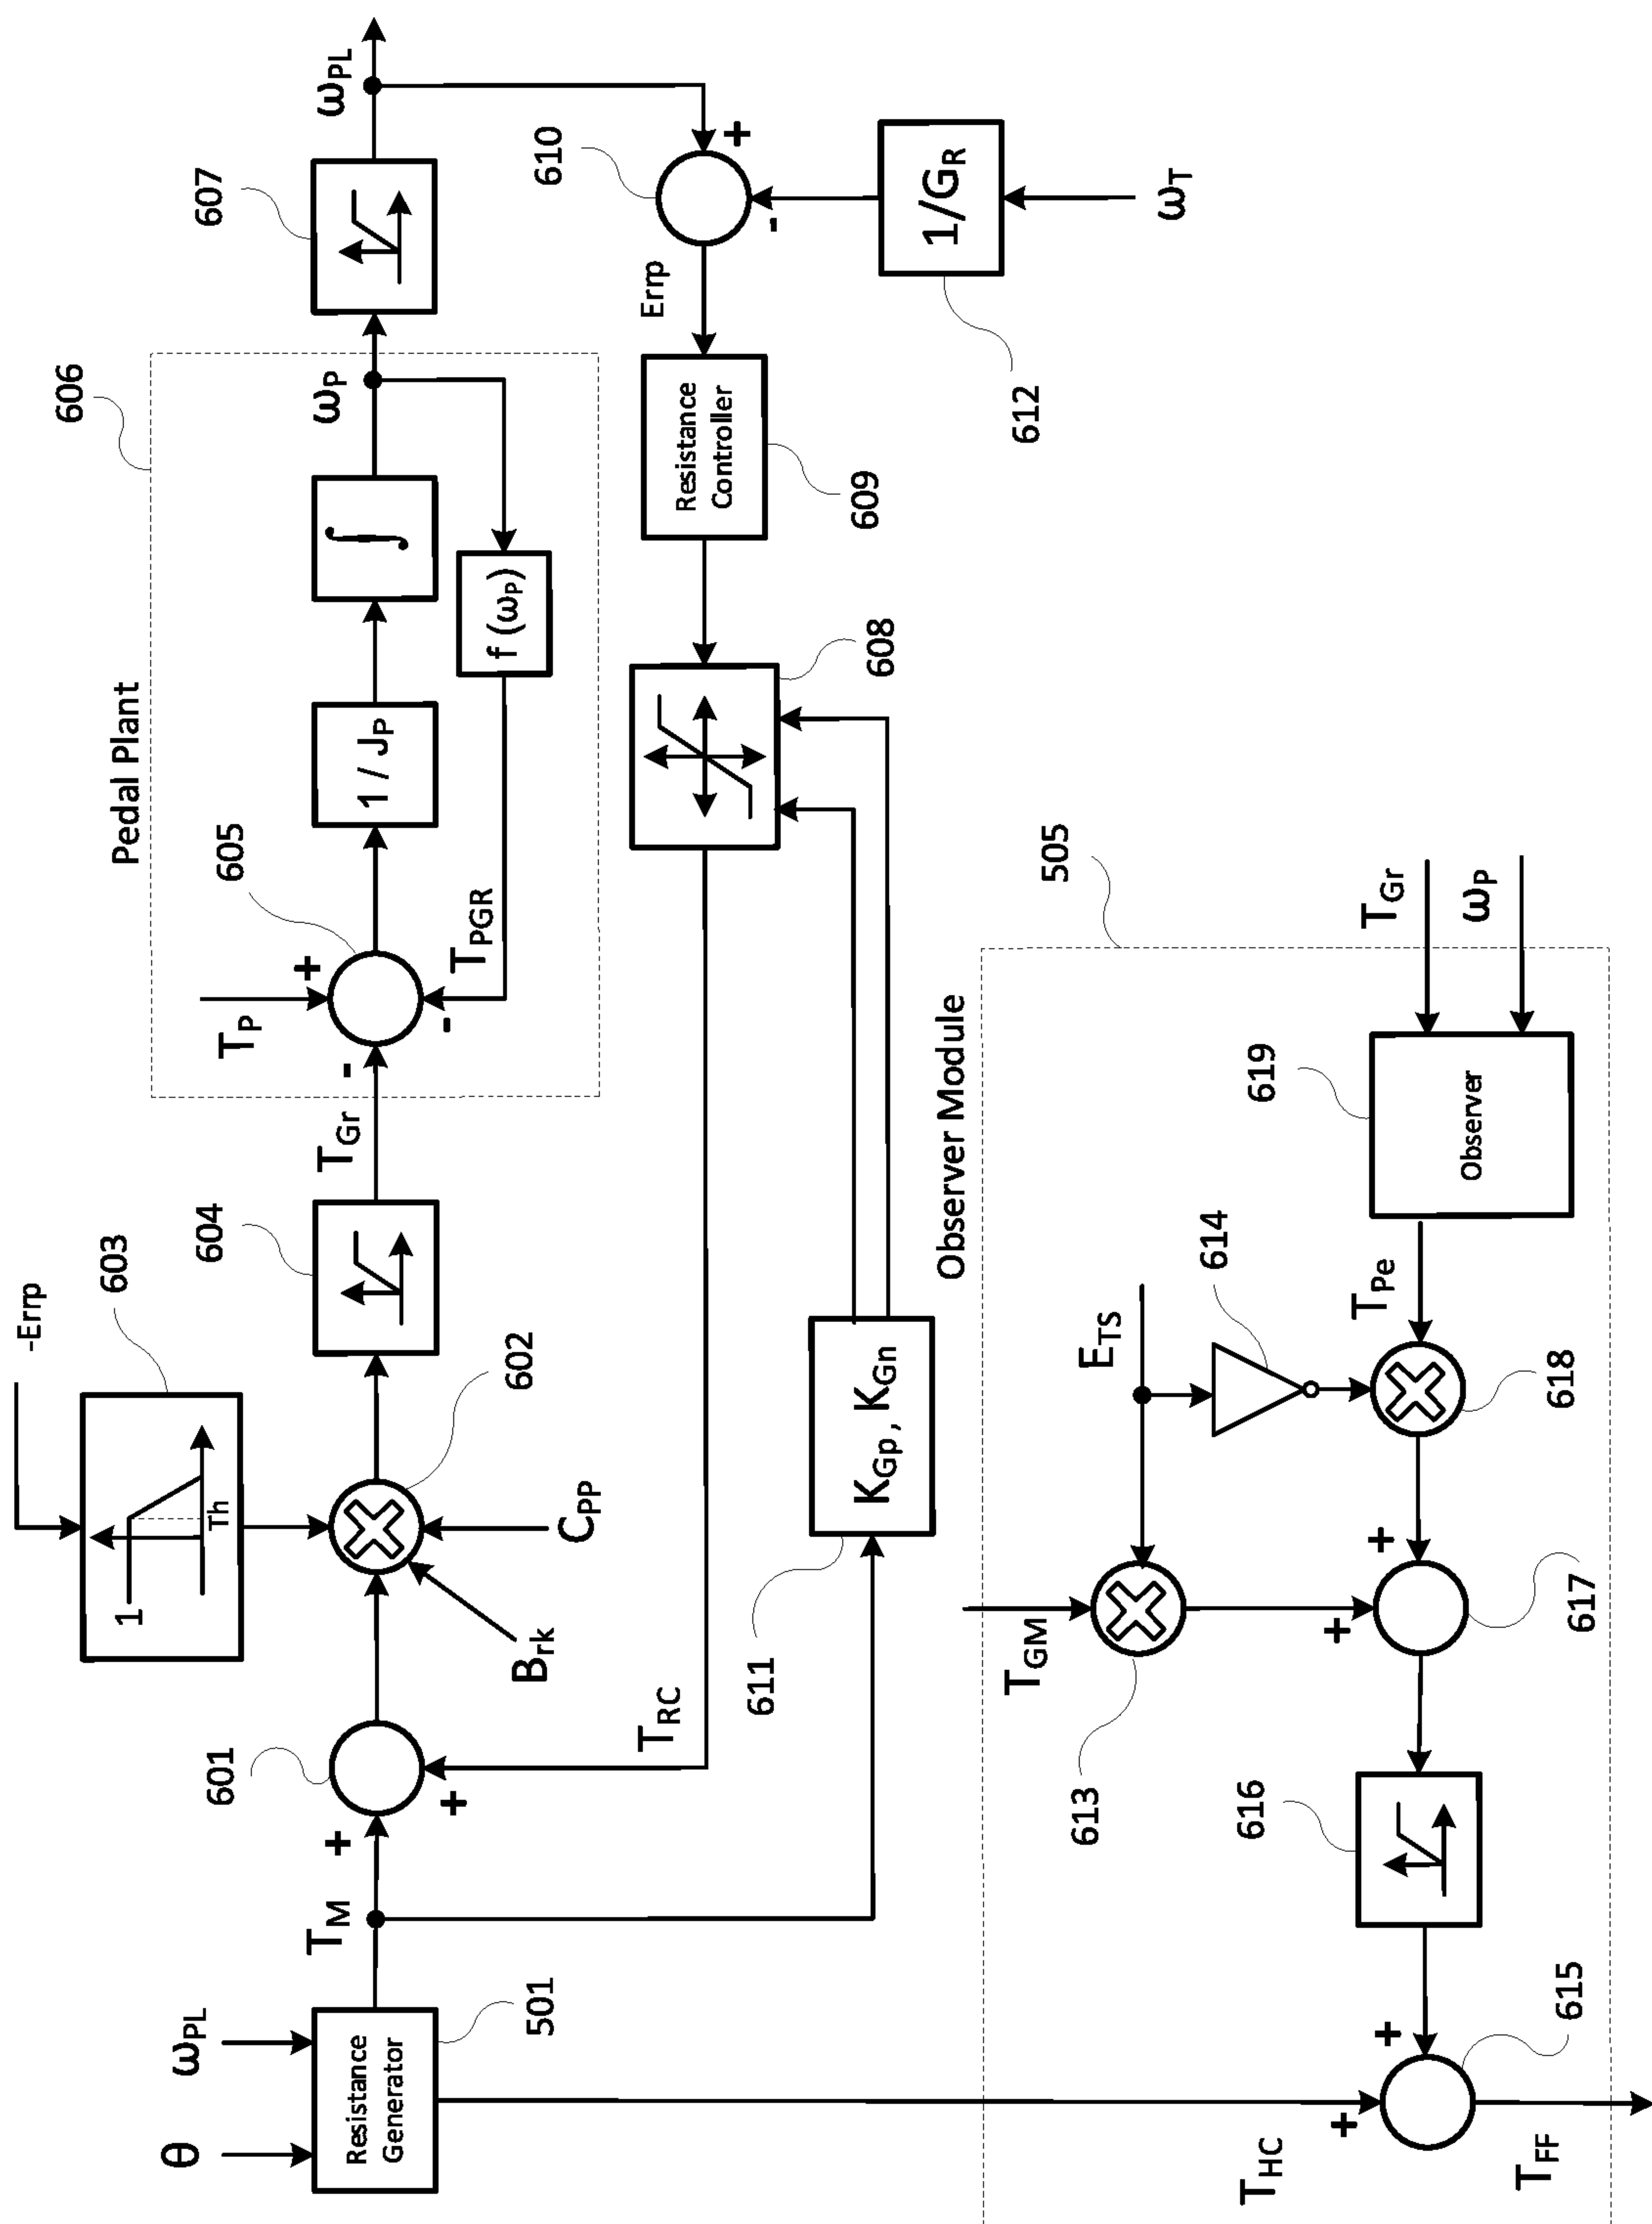 -Errp
603
1
Th
θ
ωPL
Resistance
Generator
501
TM
+
601
+
TRC
Brk
CPP
602
604
TGr
-
TP
+
605
-
TPGR
Pedal Plant
606
1 / JP
∫
f (ωP)
ωP
607
ωPL
610
+
-
1/GR
ωT
612
Errp
Resistance
Controller
609
608
KGp, KGn
611
Observer Module
505
TGr
ωP
619
Observer
TPe
ETS
614
618
TGM
613
+
+
617
616
+
615
THC
+
TFF